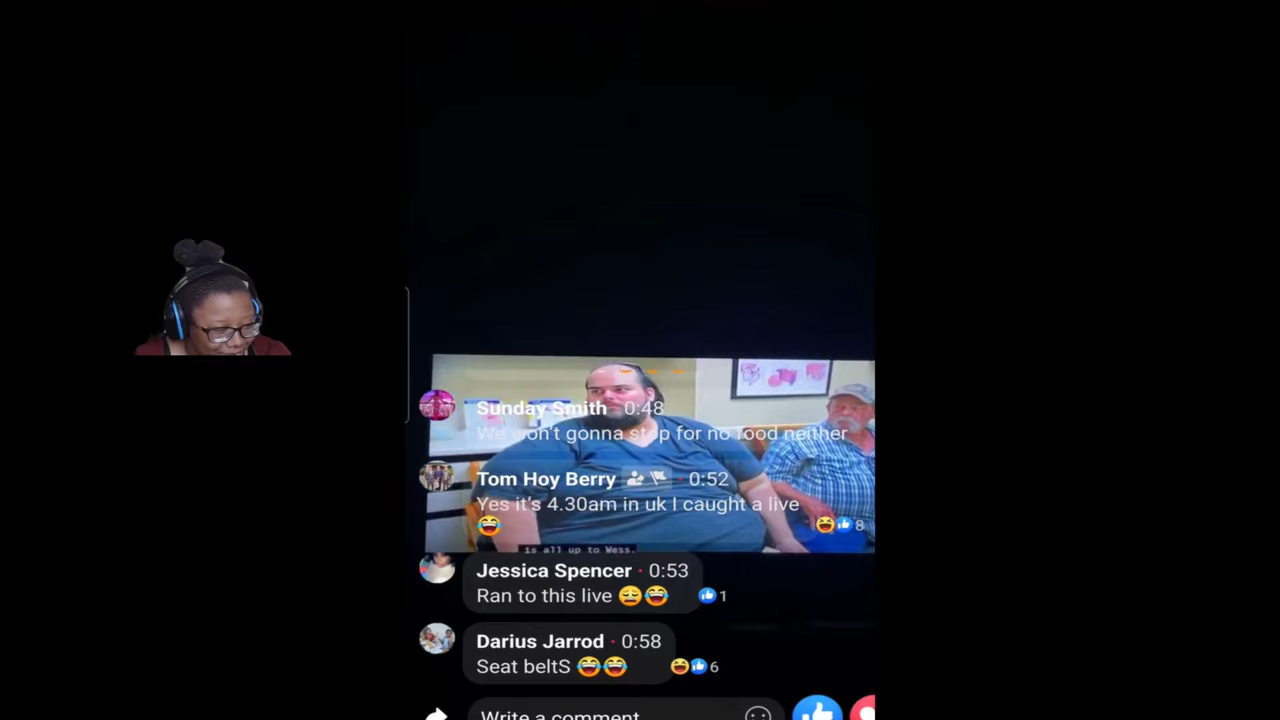 Sunday Smith 0:48
We won't gonna stop for no food neither
Tom Hoy Berry · 0:52
Yes it's 4.30am in uk I caught a live
😂
😆👍 8
is all up to Wess.
Jessica Spencer · 0:53
Ran to this live 😩😂
👍 1
Darius Jarrod · 0:58
Seat beltS 😂😂
😆👍 6
Write a comment